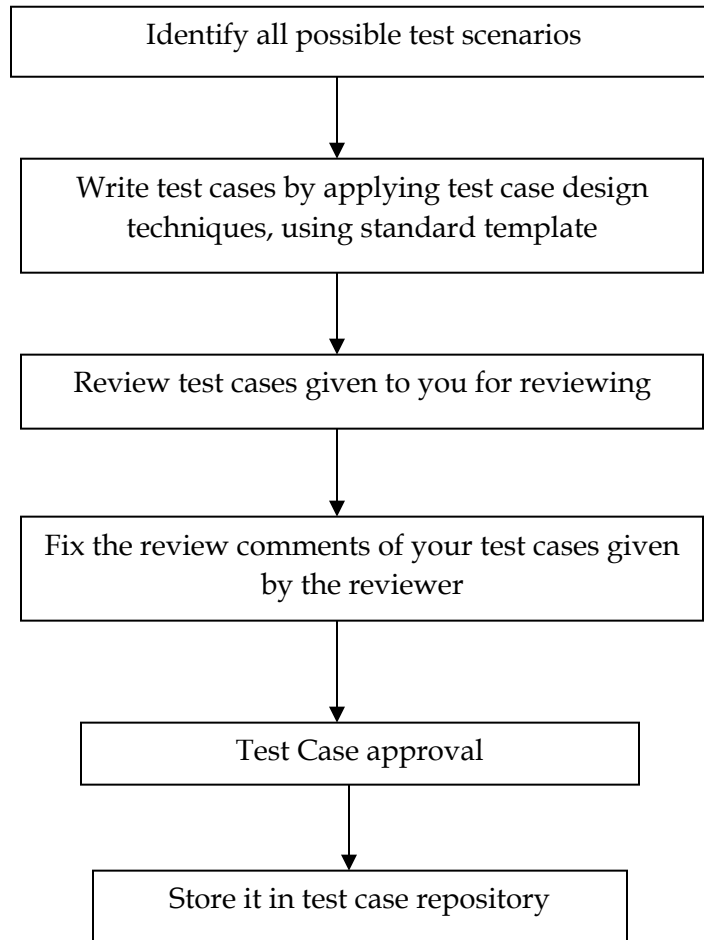 Identify all possible test scenarios
Write test cases by applying test case design
techniques, using standard template
Review test cases given to you for reviewing
Fix the review comments of your test cases given
by the reviewer
Test Case approval
Store it in test case repository